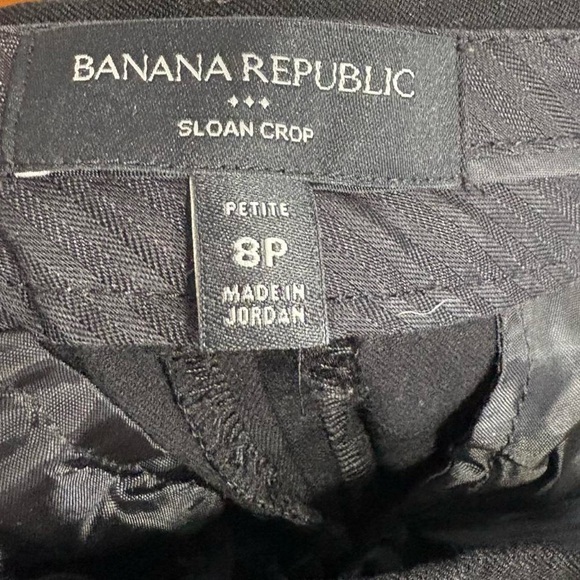 BANANA REPUBLIC
SLOAN CROP
PETITE
8P
MADE IN
JORDAN